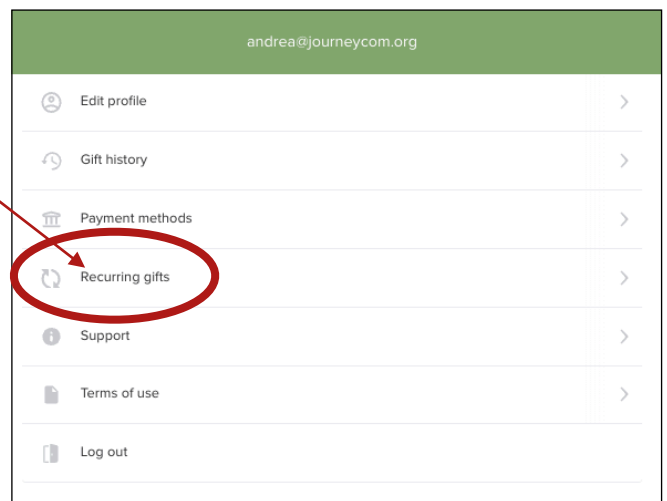 andrea@journeycom.org
Edit profile
Gift history
Payment methods
Recurring gifts
Support
Terms of use
Log out